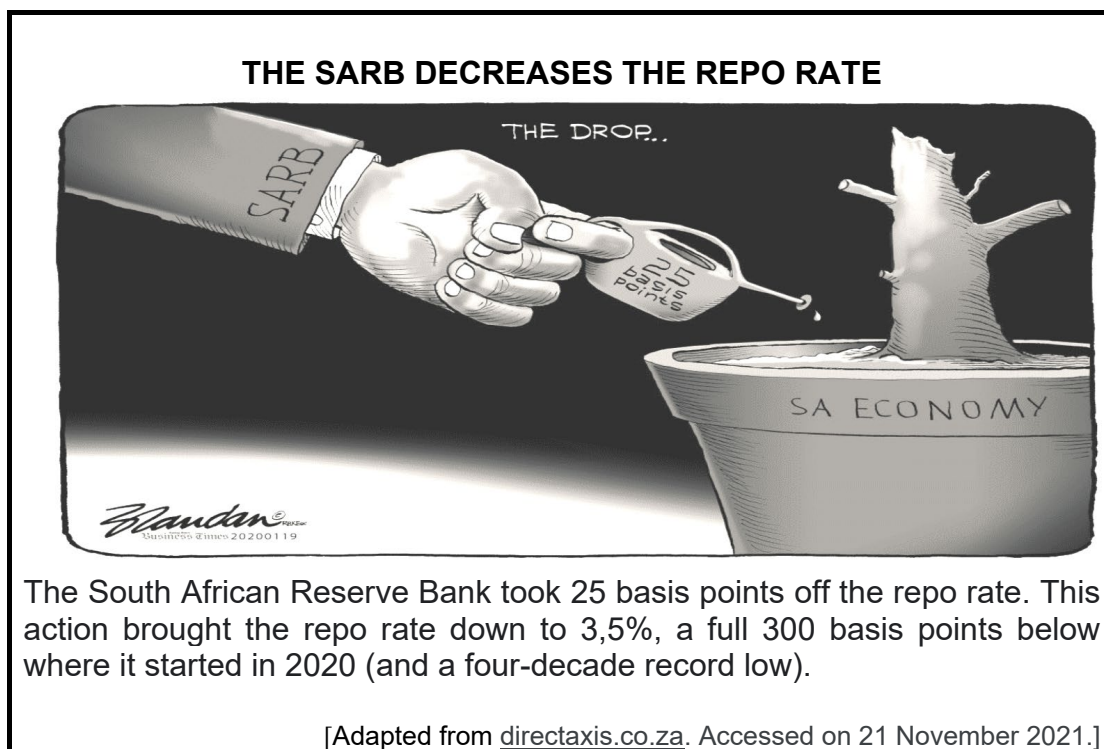 THE SARB DECREASES THE REPO RATE
THE DROP...
SARB
25
basis
points
SA ECONOMY
Brandan ©
Business Times 20200119
The South African Reserve Bank took 25 basis points off the repo rate. This
action brought the repo rate down to 3,5%, a full 300 basis points below
where it started in 2020 (and a four-decade record low).
[Adapted from directaxis.co.za. Accessed on 21 November 2021.]